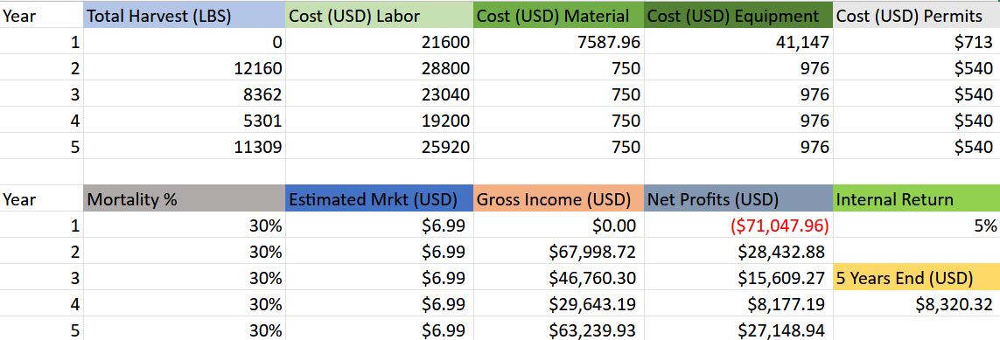 Year Total Harvest (LBS) Cost (USD) Labor Cost (USD) Material Cost (USD) Equipment Cost (USD) Permits
1 0 21600 7587.96 41,147 $713
2 12160 28800 750 976 $540
3 8362 23040 750 976 $540
4 5301 19200 750 976 $540
5 11309 25920 750 976 $540
Year Mortality % Estimated Mrkt (USD) Gross Income (USD) Net Profits (USD) Internal Return
1 30% $6.99 $0.00 ($71,047.96) 5%
2 30% $6.99 $67,998.72 $28,432.88
3 30% $6.99 $46,760.30 $15,609.27 5 Years End (USD)
4 30% $6.99 $29,643.19 $8,177.19 $8,320.32
5 30% $6.99 $63,239.93 $27,148.94